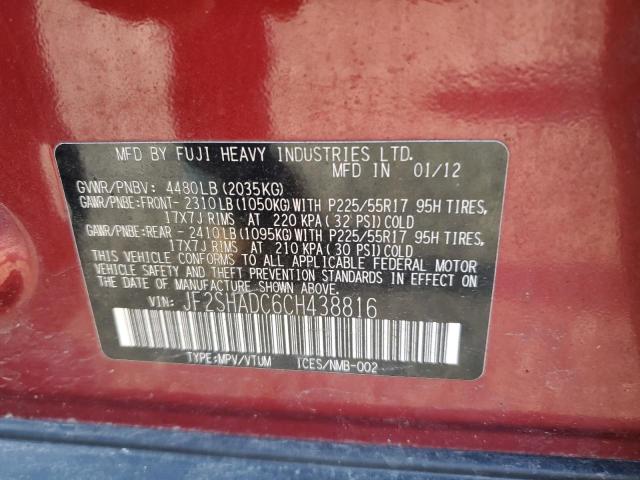 MFD BY FUJI HEAVY INDUSTRIES LTD.
MFD IN 01/12
GVWR/PNBV: 4480LB (2035KG)
GAWR/PNBE:FRONT- 2310LB (1050KG) WITH P225/55R17 95H TIRES,
17X7J RIMS AT 220 KPA (32 PSI) COLD
GAWR/PNBE:REAR - 2410LB (1095KG) WITH P225/55R17 95H TIRES,
17X7J RIMS AT 210 KPA (30 PSI) COLD
THIS VEHICLE CONFORMS TO ALL APPLICABLE FEDERAL MOTOR
VEHICLE SAFETY AND THEFT PREVENTION STANDARDS IN EFFECT ON
THE DATE OF MANUFACTURE SHOWN ABOVE.
VIN: JF2SHADC6CH438816
TYPE:MPV/VTUM ICES/NMB-002